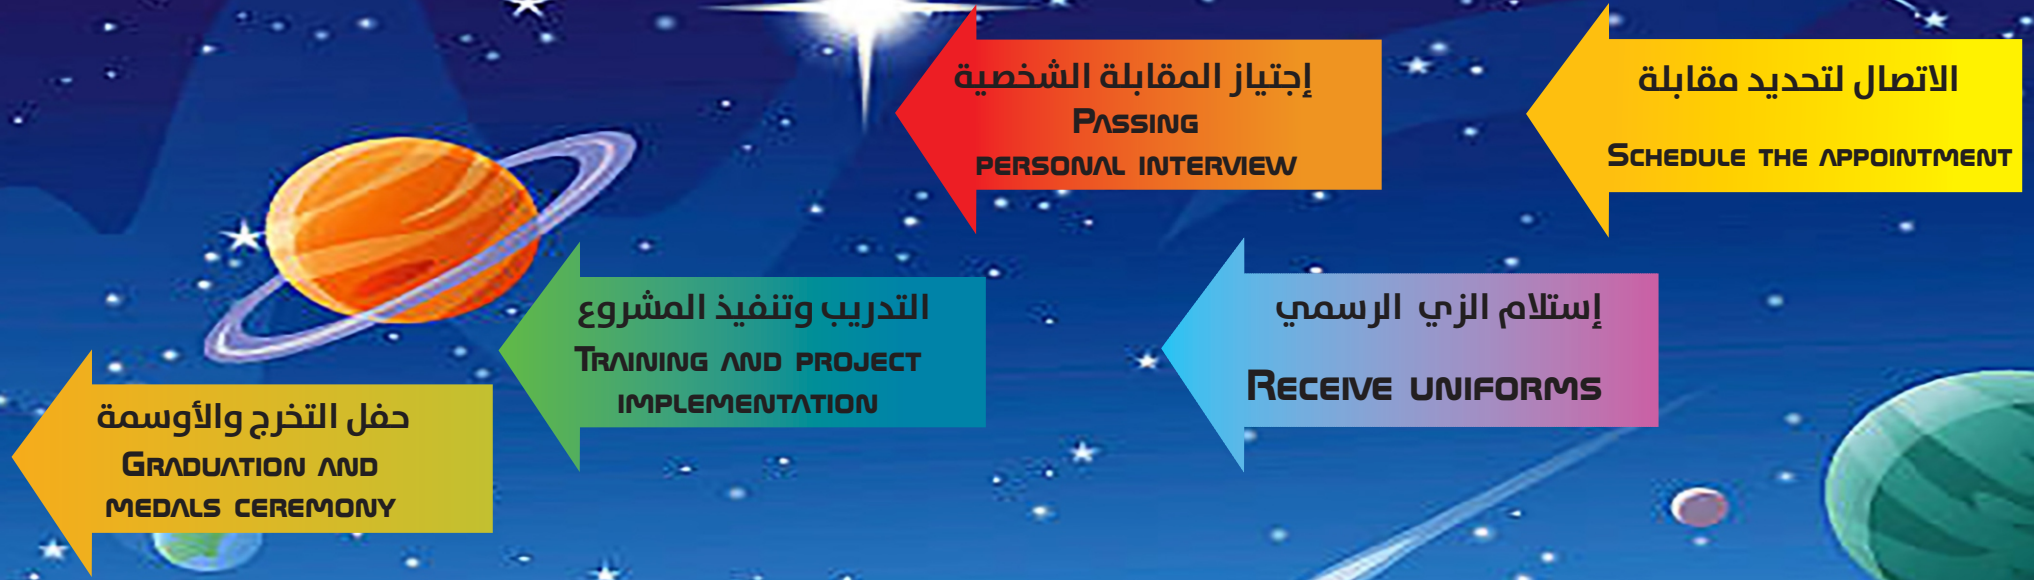 الاتصال لتحديد مقابلة
Schedule the appointment
إجتياز المقابلة الشخصية
Passing
personal interview
إستلام الزي الرسمي
Receive uniforms
التدريب وتنفيذ المشروع
Training and project
implementation
حفل التخرج والأوسمة
Graduation and
medals ceremony